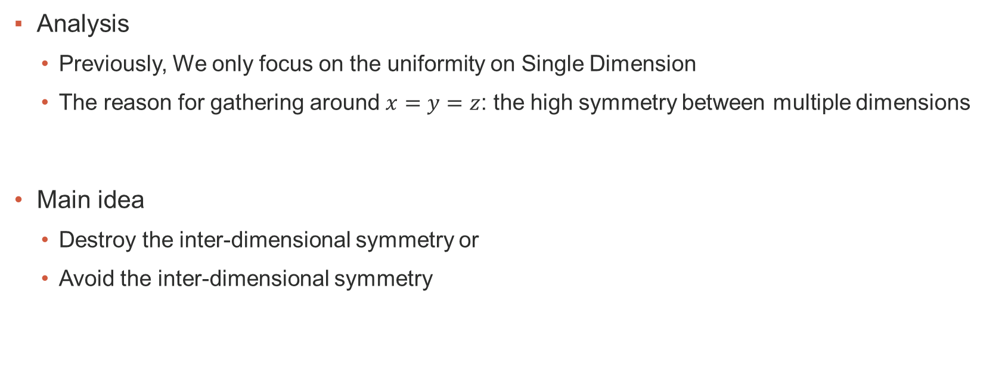 ▪ Analysis
• Previously, We only focus on the uniformity on Single Dimension
• The reason for gathering around x = y = z: the high symmetry between multiple dimensions
• Main idea
• Destroy the inter-dimensional symmetry or
• Avoid the inter-dimensional symmetry